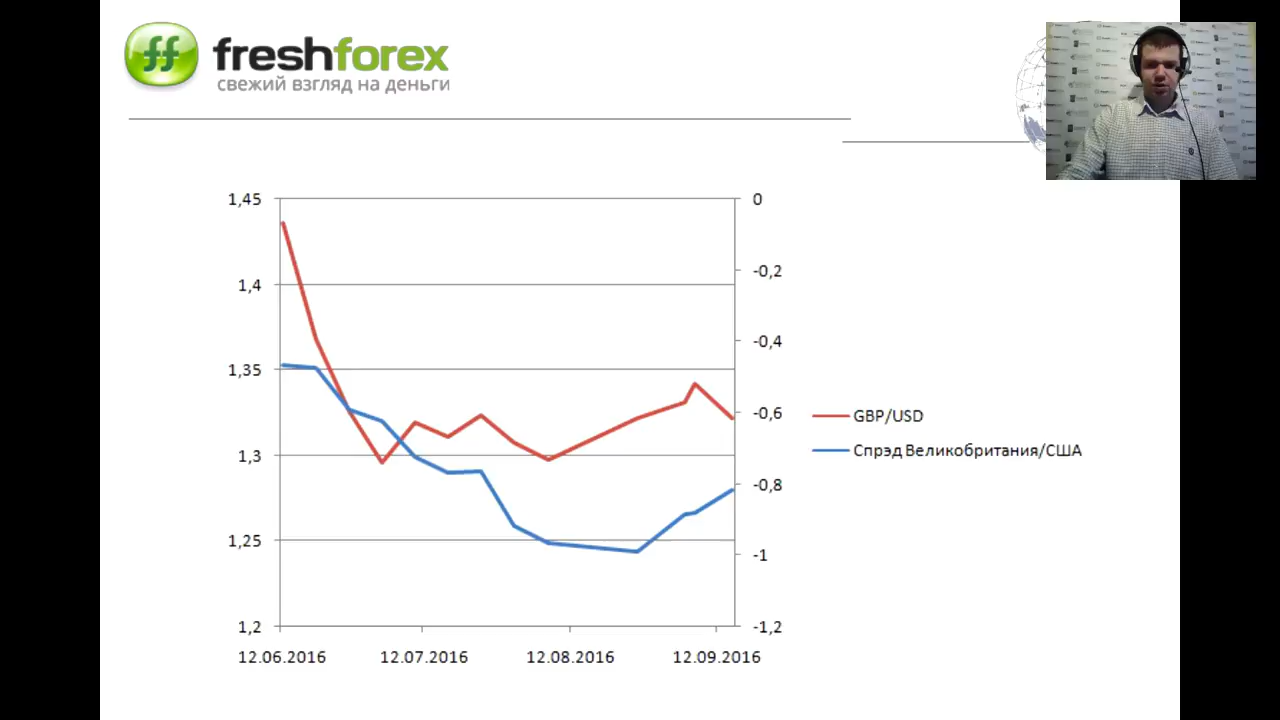 ff freshforex
свежий взгляд на деньги
1,45
1,4
1,35
1,3
1,25
1,2
0
-0,2
-0,4
-0,6
-0,8
-1
-1,2
12.06.2016 12.07.2016 12.08.2016 12.09.2016
GBP/USD
Спрэд Великобритания/США